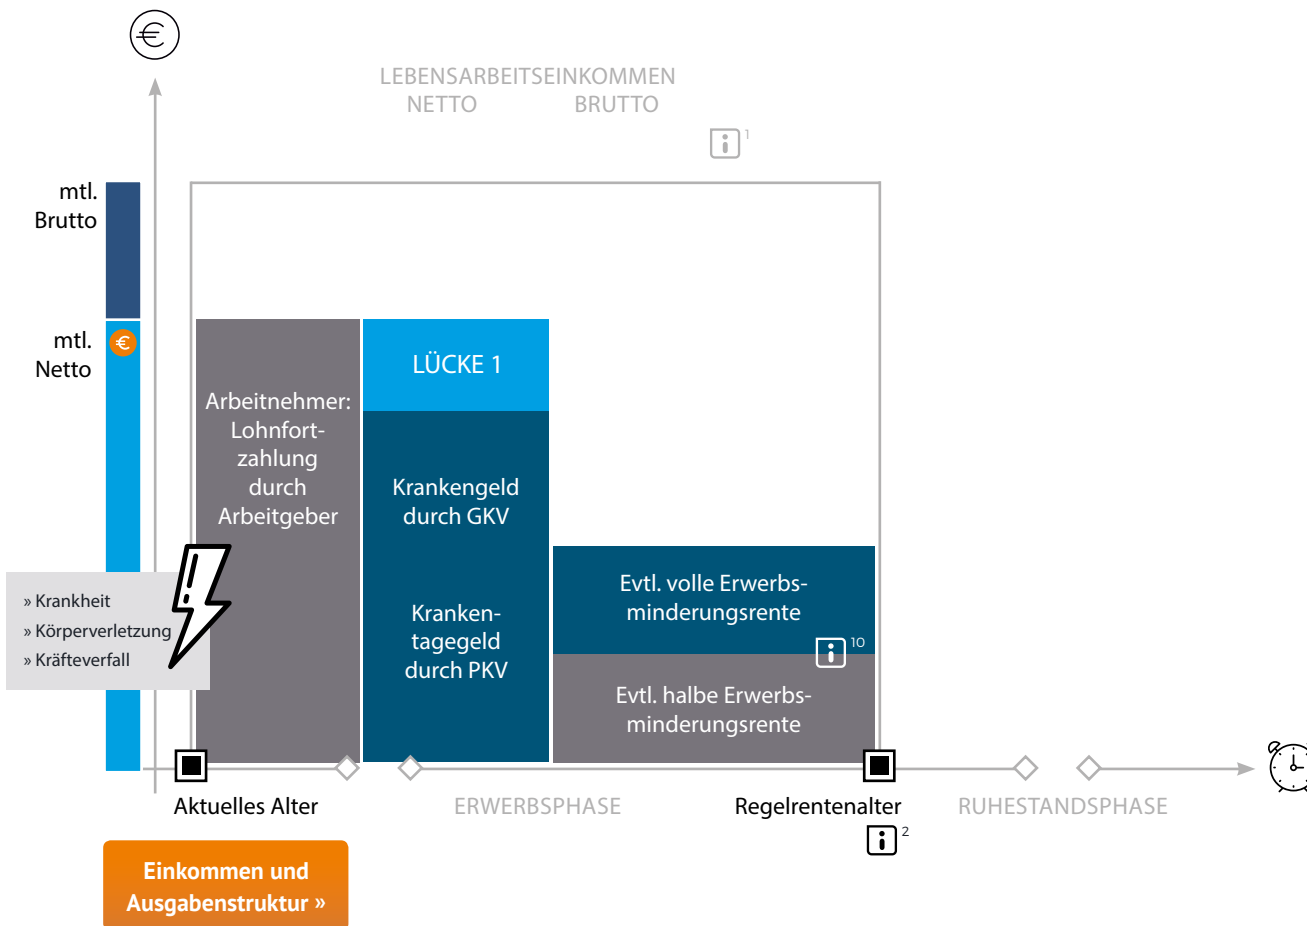 €
LEBENSARBEITSEINKOMMEN
NETTO BRUTTO
i 1
mtl.
Brutto
mtl.
Netto
€
LÜCKE 1
Arbeitnehmer:
Lohnfort-
zahlung
durch
Arbeitgeber
Krankengeld
durch GKV
Kranken-
tagegeld
durch PKV
» Krankheit
» Körperverletzung
» Kräfteverfall
Evtl. volle Erwerbs-
minderungsrente
i 10
Evtl. halbe Erwerbs-
minderungsrente
Aktuelles Alter
ERWERBSPHASE
Regelrentenalter
i 2
RUHESTANDSPHASE
Einkommen und
Ausgabenstruktur »